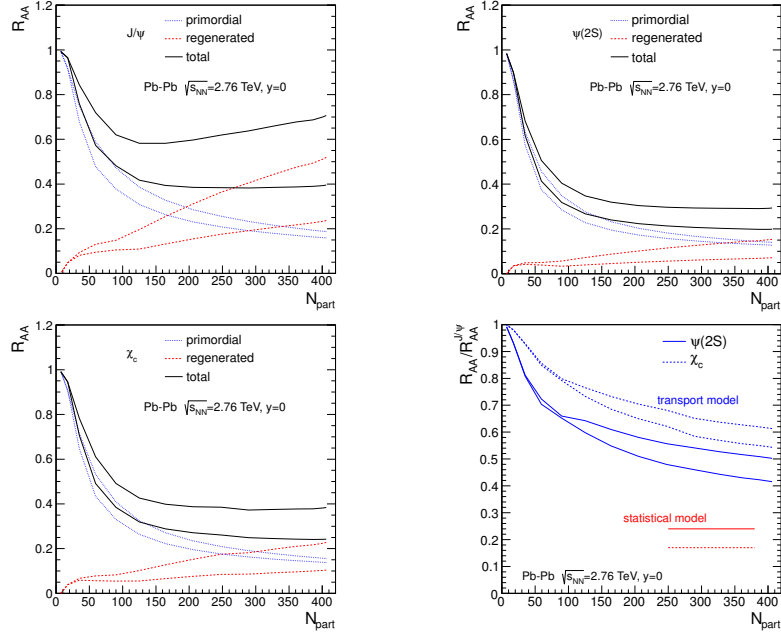 R_AA
J/ψ
primordial
regenerated
total
Pb-Pb √s_NN=2.76 TeV, y=0
1.2
1
0.8
0.6
0.4
0.2
0
0 50 100 150 200 250 300 350 400
N_part
R_AA
ψ(2S)
primordial
regenerated
total
Pb-Pb √s_NN=2.76 TeV, y=0
1.2
1
0.8
0.6
0.4
0.2
0
0 50 100 150 200 250 300 350 400
N_part
R_AA
χ_c
primordial
regenerated
total
Pb-Pb √s_NN=2.76 TeV, y=0
1.2
1
0.8
0.6
0.4
0.2
0
0 50 100 150 200 250 300 350 400
N_part
R_AA/R_AA^J/ψ
ψ(2S)
χ_c
transport model
statistical model
Pb-Pb √s_NN=2.76 TeV, y=0
1
0.9
0.8
0.7
0.6
0.5
0.4
0.3
0.2
0.1
0
0 50 100 150 200 250 300 350 400
N_part